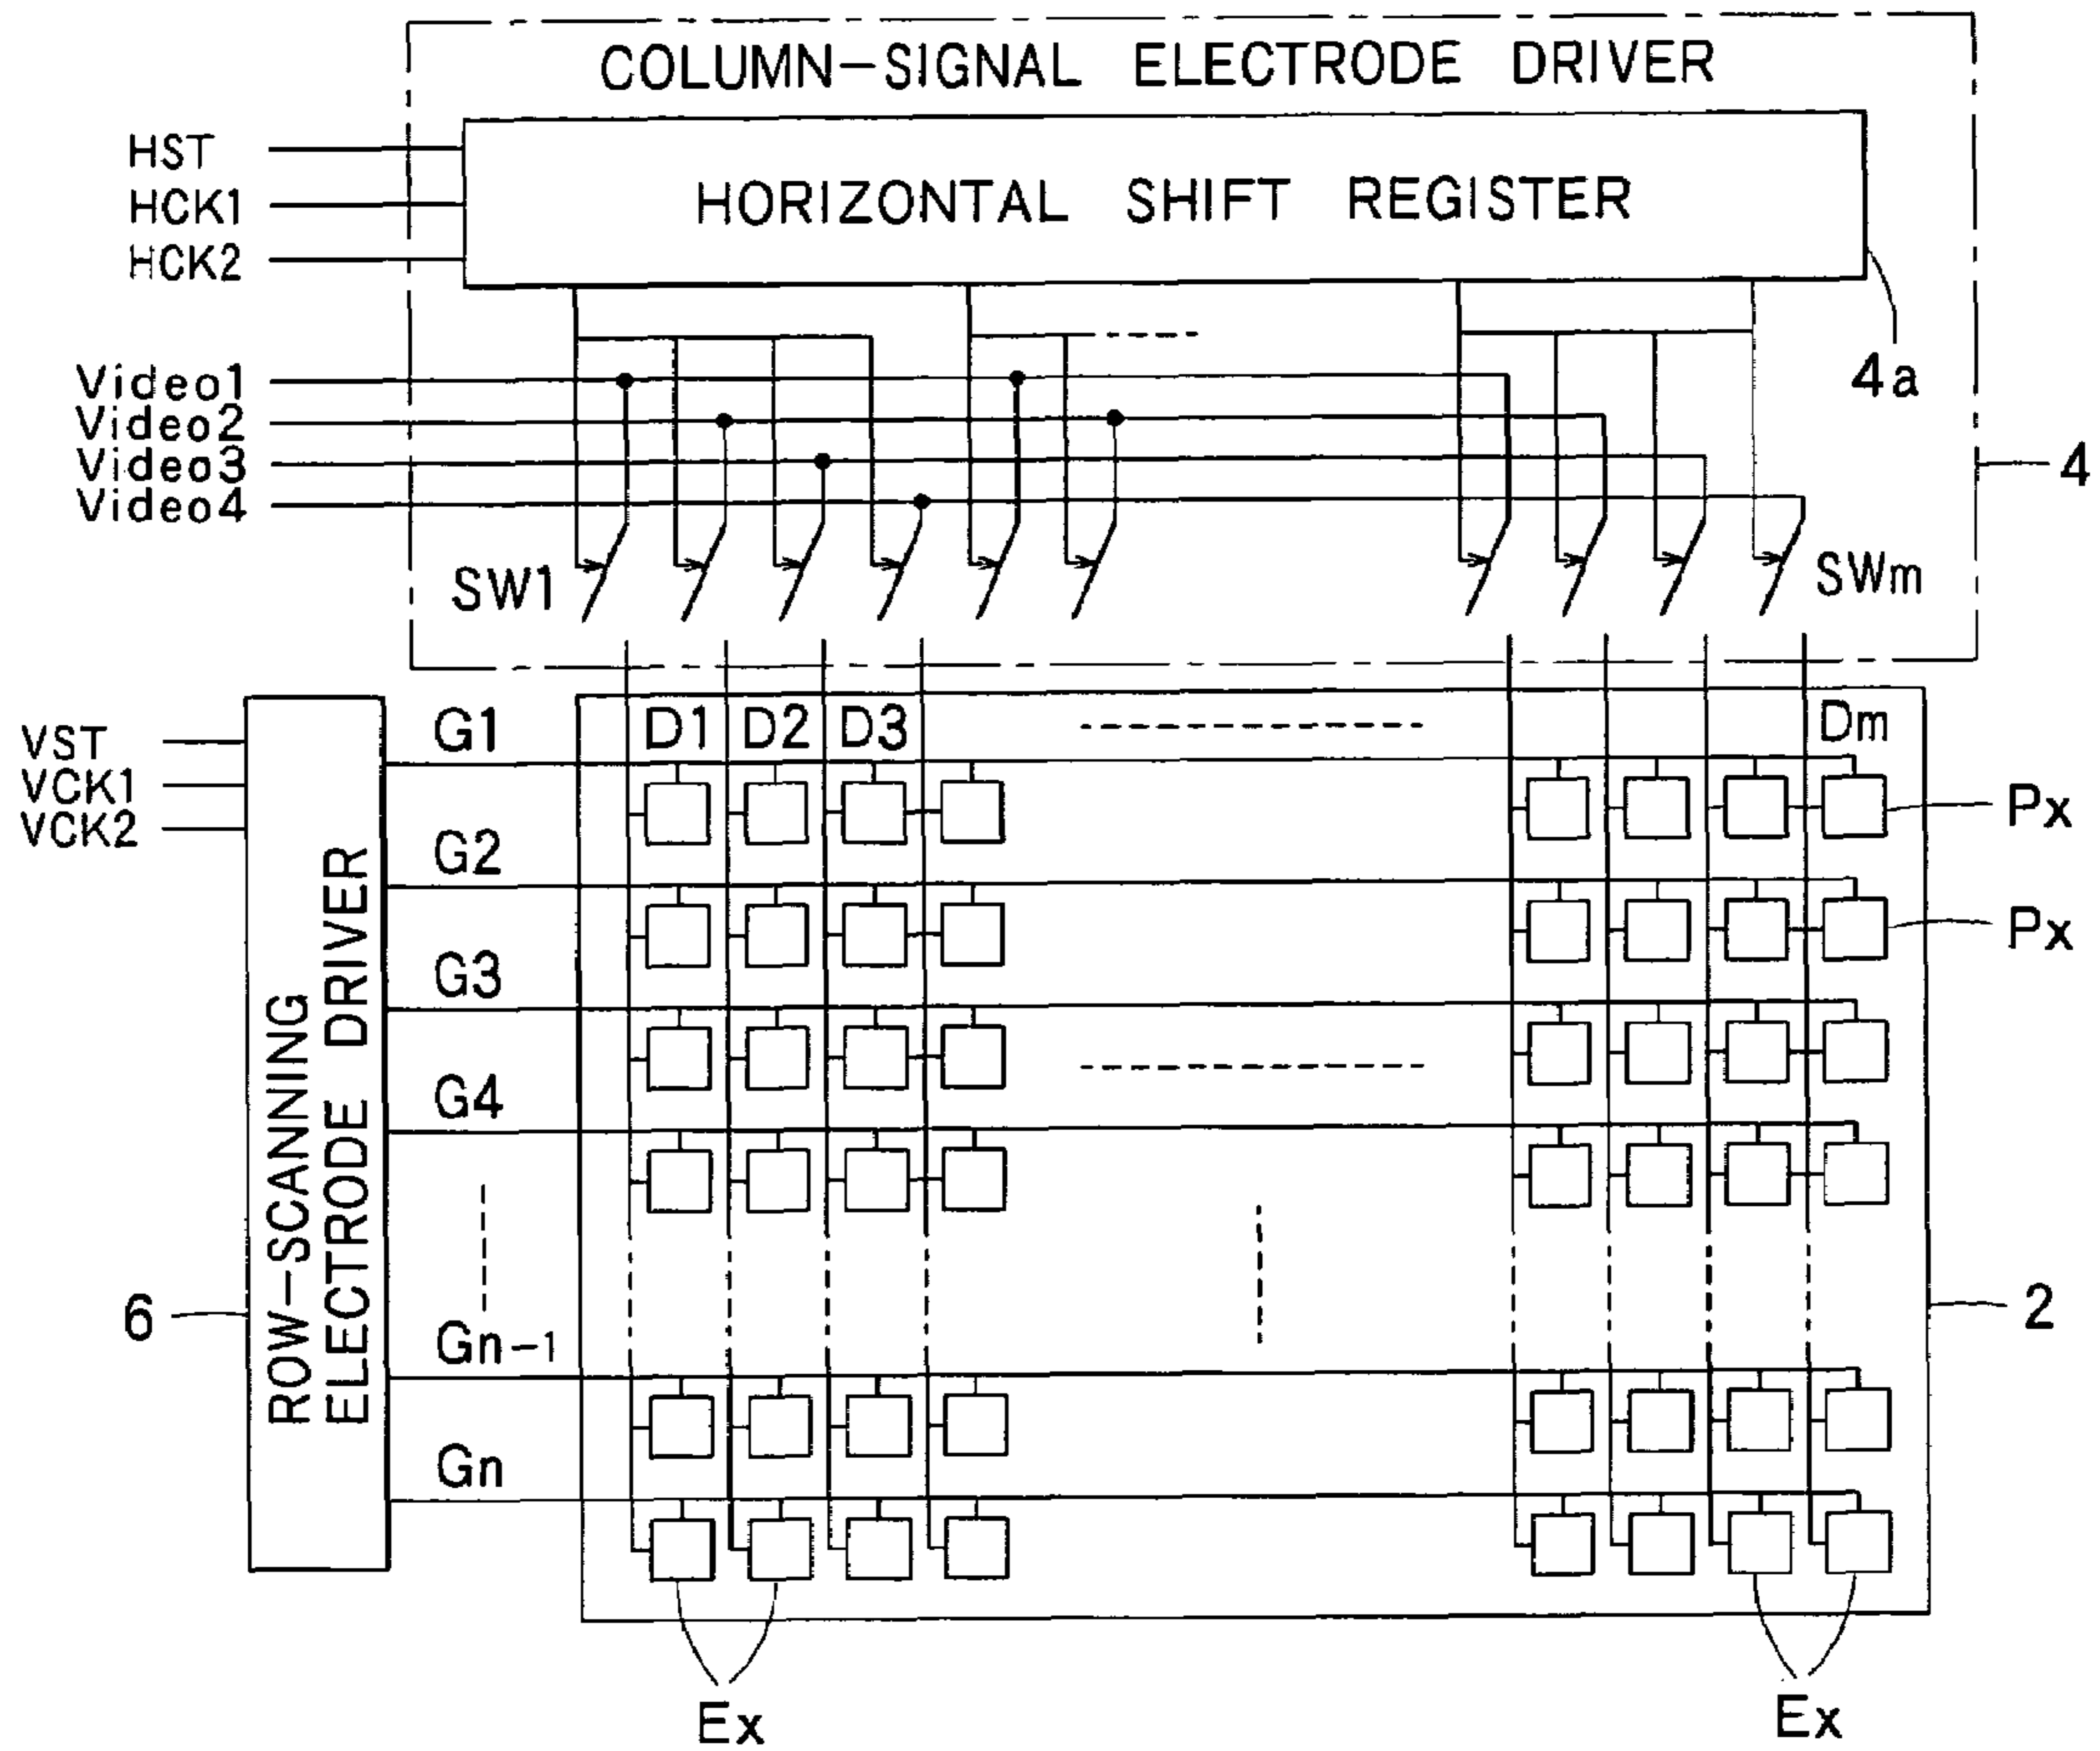 COLUMN-SIGNAL ELECTRODE DRIVER
HST
HCK1
HCK2
HORIZONTAL SHIFT REGISTER
4a
Video1
Video2
Video3
Video4
4
SW1
SWm
VST
VCK1
VCK2
G1
D1 D2 D3
Dm
Px
G2
Px
G3
G4
ROW-SCANNING
ELECTRODE DRIVER
6
2
Gn-1
Gn
Ex
Ex